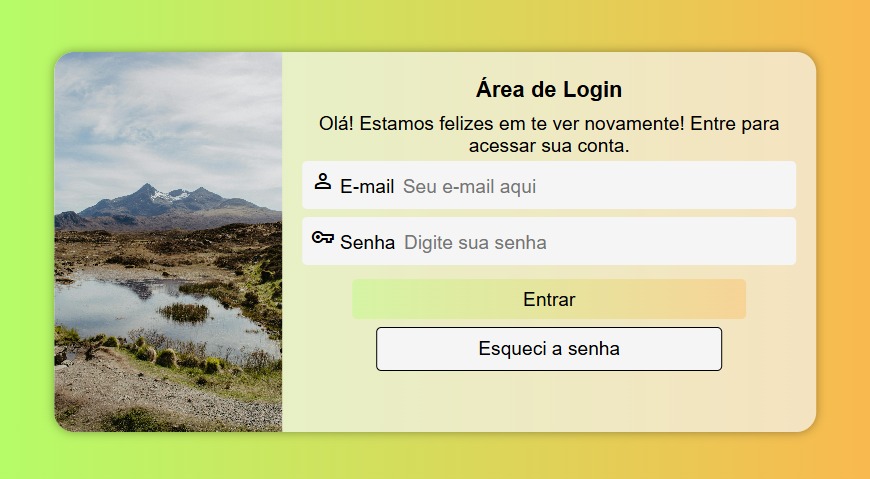 Área de Login
Olá! Estamos felizes em te ver novamente! Entre para
acessar sua conta.
E-mail Seu e-mail aqui
Senha Digite sua senha
Entrar
Esqueci a senha